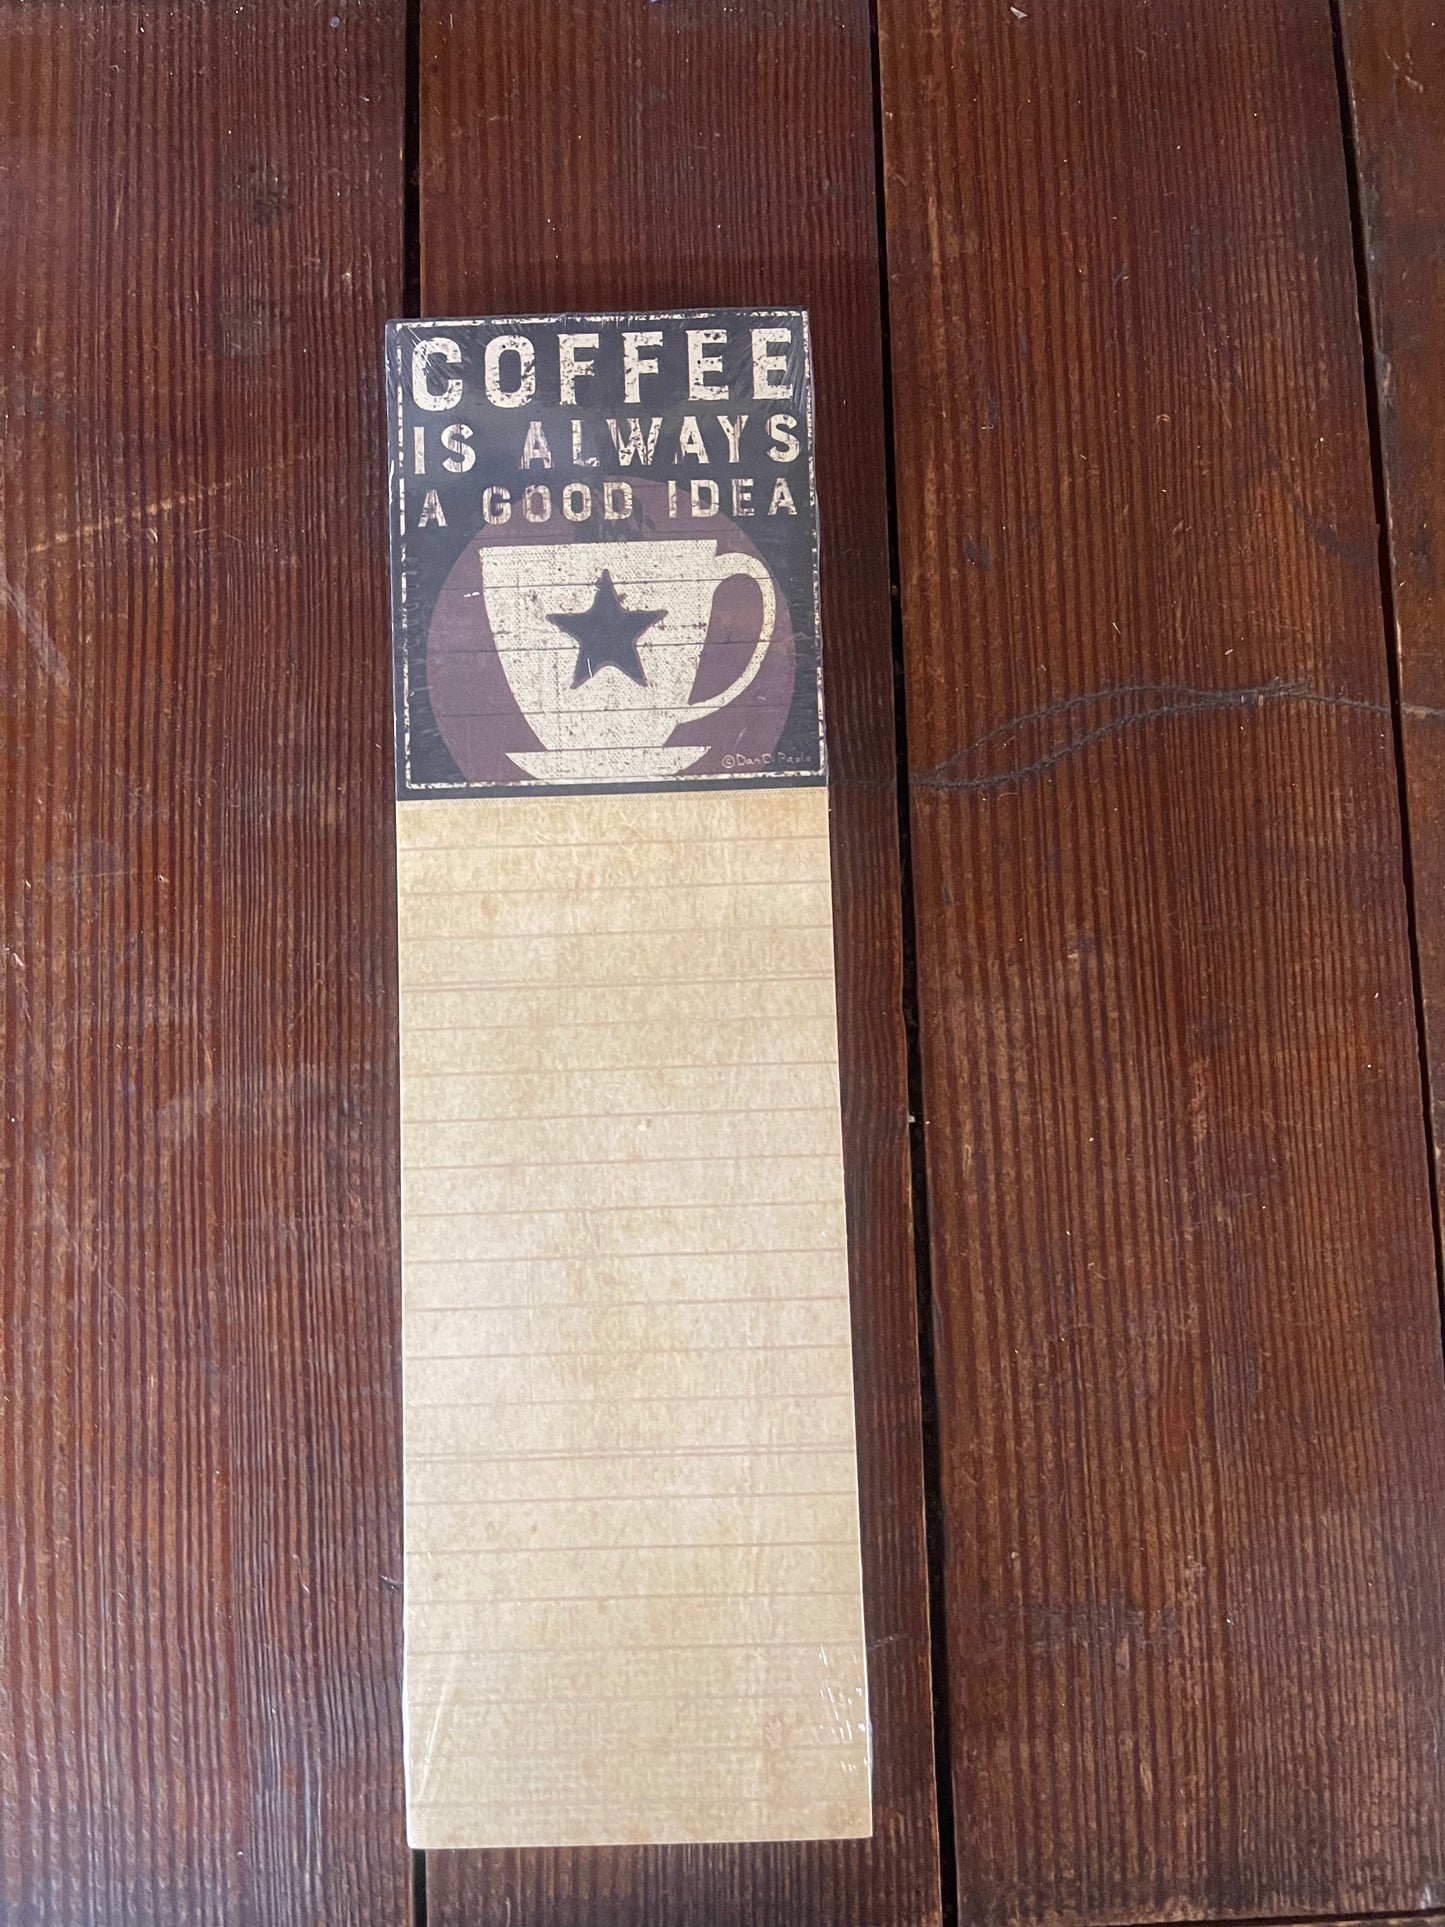 COFFEE
IS ALWAYS
A GOOD IDEA
©Dan DiPaolo